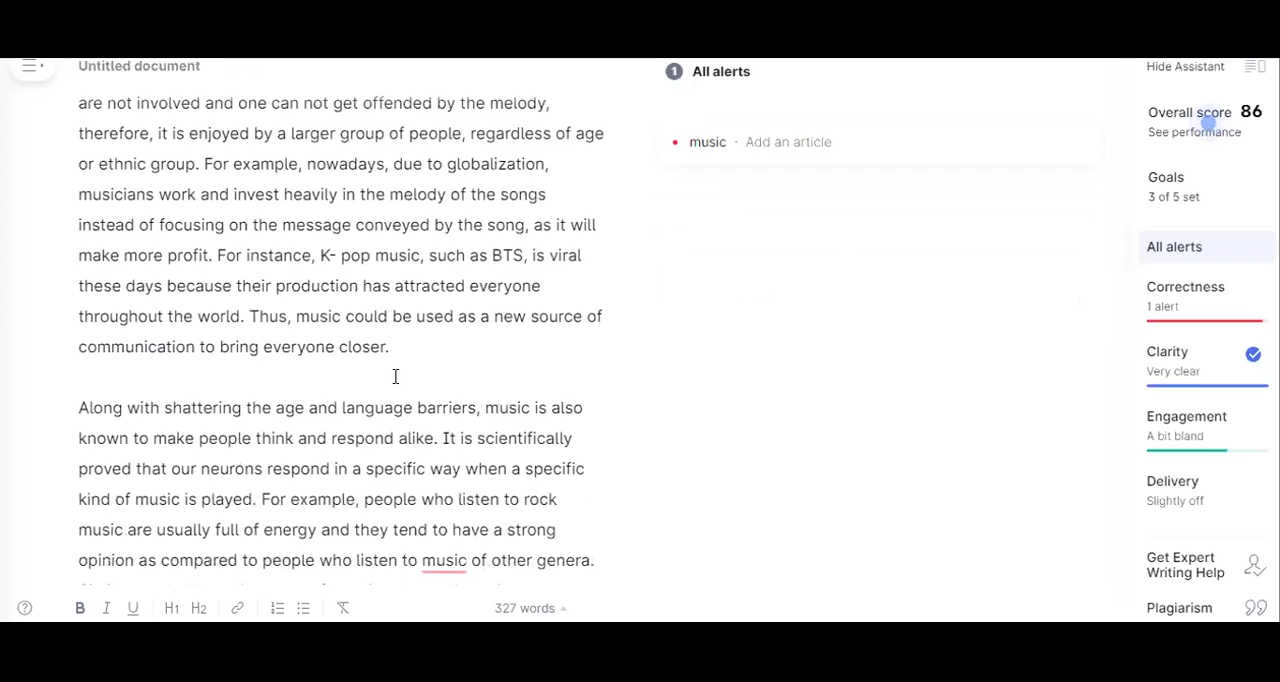 Untitled document
are not involved and one can not get offended by the melody,
therefore, it is enjoyed by a larger group of people, regardless of age
or ethnic group. For example, nowadays, due to globalization,
musicians work and invest heavily in the melody of the songs
instead of focusing on the message conveyed by the song, as it will
make more profit. For instance, K- pop music, such as BTS, is viral
these days because their production has attracted everyone
throughout the world. Thus, music could be used as a new source of
communication to bring everyone closer.
Along with shattering the age and language barriers, music is also
known to make people think and respond alike. It is scientifically
proved that our neurons respond in a specific way when a specific
kind of music is played. For example, people who listen to rock
music are usually full of energy and they tend to have a strong
opinion as compared to people who listen to music of other genera.
B I U H1 H2
327 words
1 All alerts
music · Add an article
Hide Assistant
Overall score 86
See performance
Goals
3 of 5 set
All alerts
Correctness
1 alert
Clarity
Very clear
Engagement
A bit bland
Delivery
Slightly off
Get Expert
Writing Help
Plagiarism